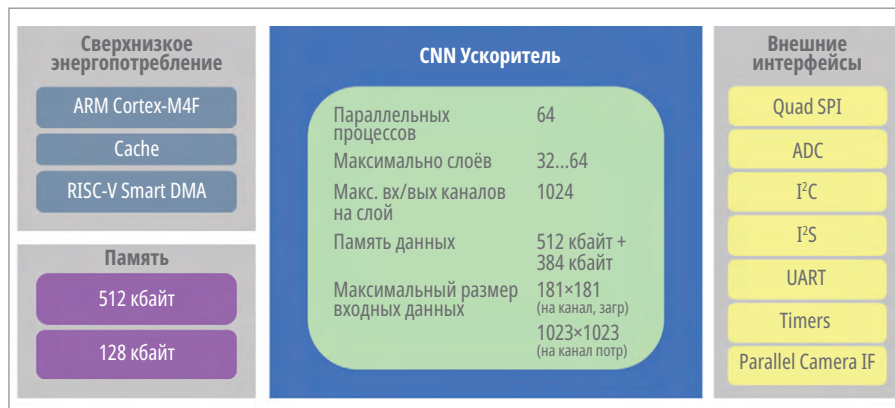 Сверхнизкое
энергопотребление
ARM Cortex-M4F
Cache
RISC-V Smart DMA
Память
512 кбайт
128 кбайт
CNN Ускоритель
Параллельных 64
процессов
Максимально слоёв 32...64
Макс. вх/вых каналов 1024
на слой
Память данных 512 кбайт +
384 кбайт
Максимальный размер 181×181
входных данных (на канал, загр)
1023×1023
(на канал потр)
Внешние
интерфейсы
Quad SPI
ADC
I²C
I²S
UART
Timers
Parallel Camera IF